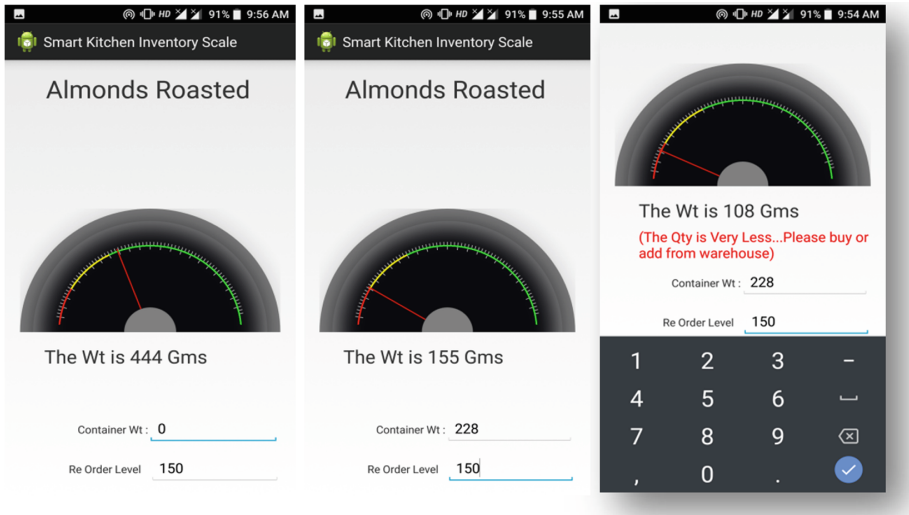 HD 91% 9:56 AM
Smart Kitchen Inventory Scale
Almonds Roasted
The Wt is 444 Gms
Container Wt : 0
Re Order Level 150
HD 91% 9:55 AM
Smart Kitchen Inventory Scale
Almonds Roasted
The Wt is 155 Gms
Container Wt : 228
Re Order Level 150
HD 91% 9:54 AM
The Wt is 108 Gms
(The Qty is Very Less...Please buy or
add from warehouse)
Container Wt : 228
Re Order Level 150
1 2 3 -
4 5 6
7 8 9
, 0 .